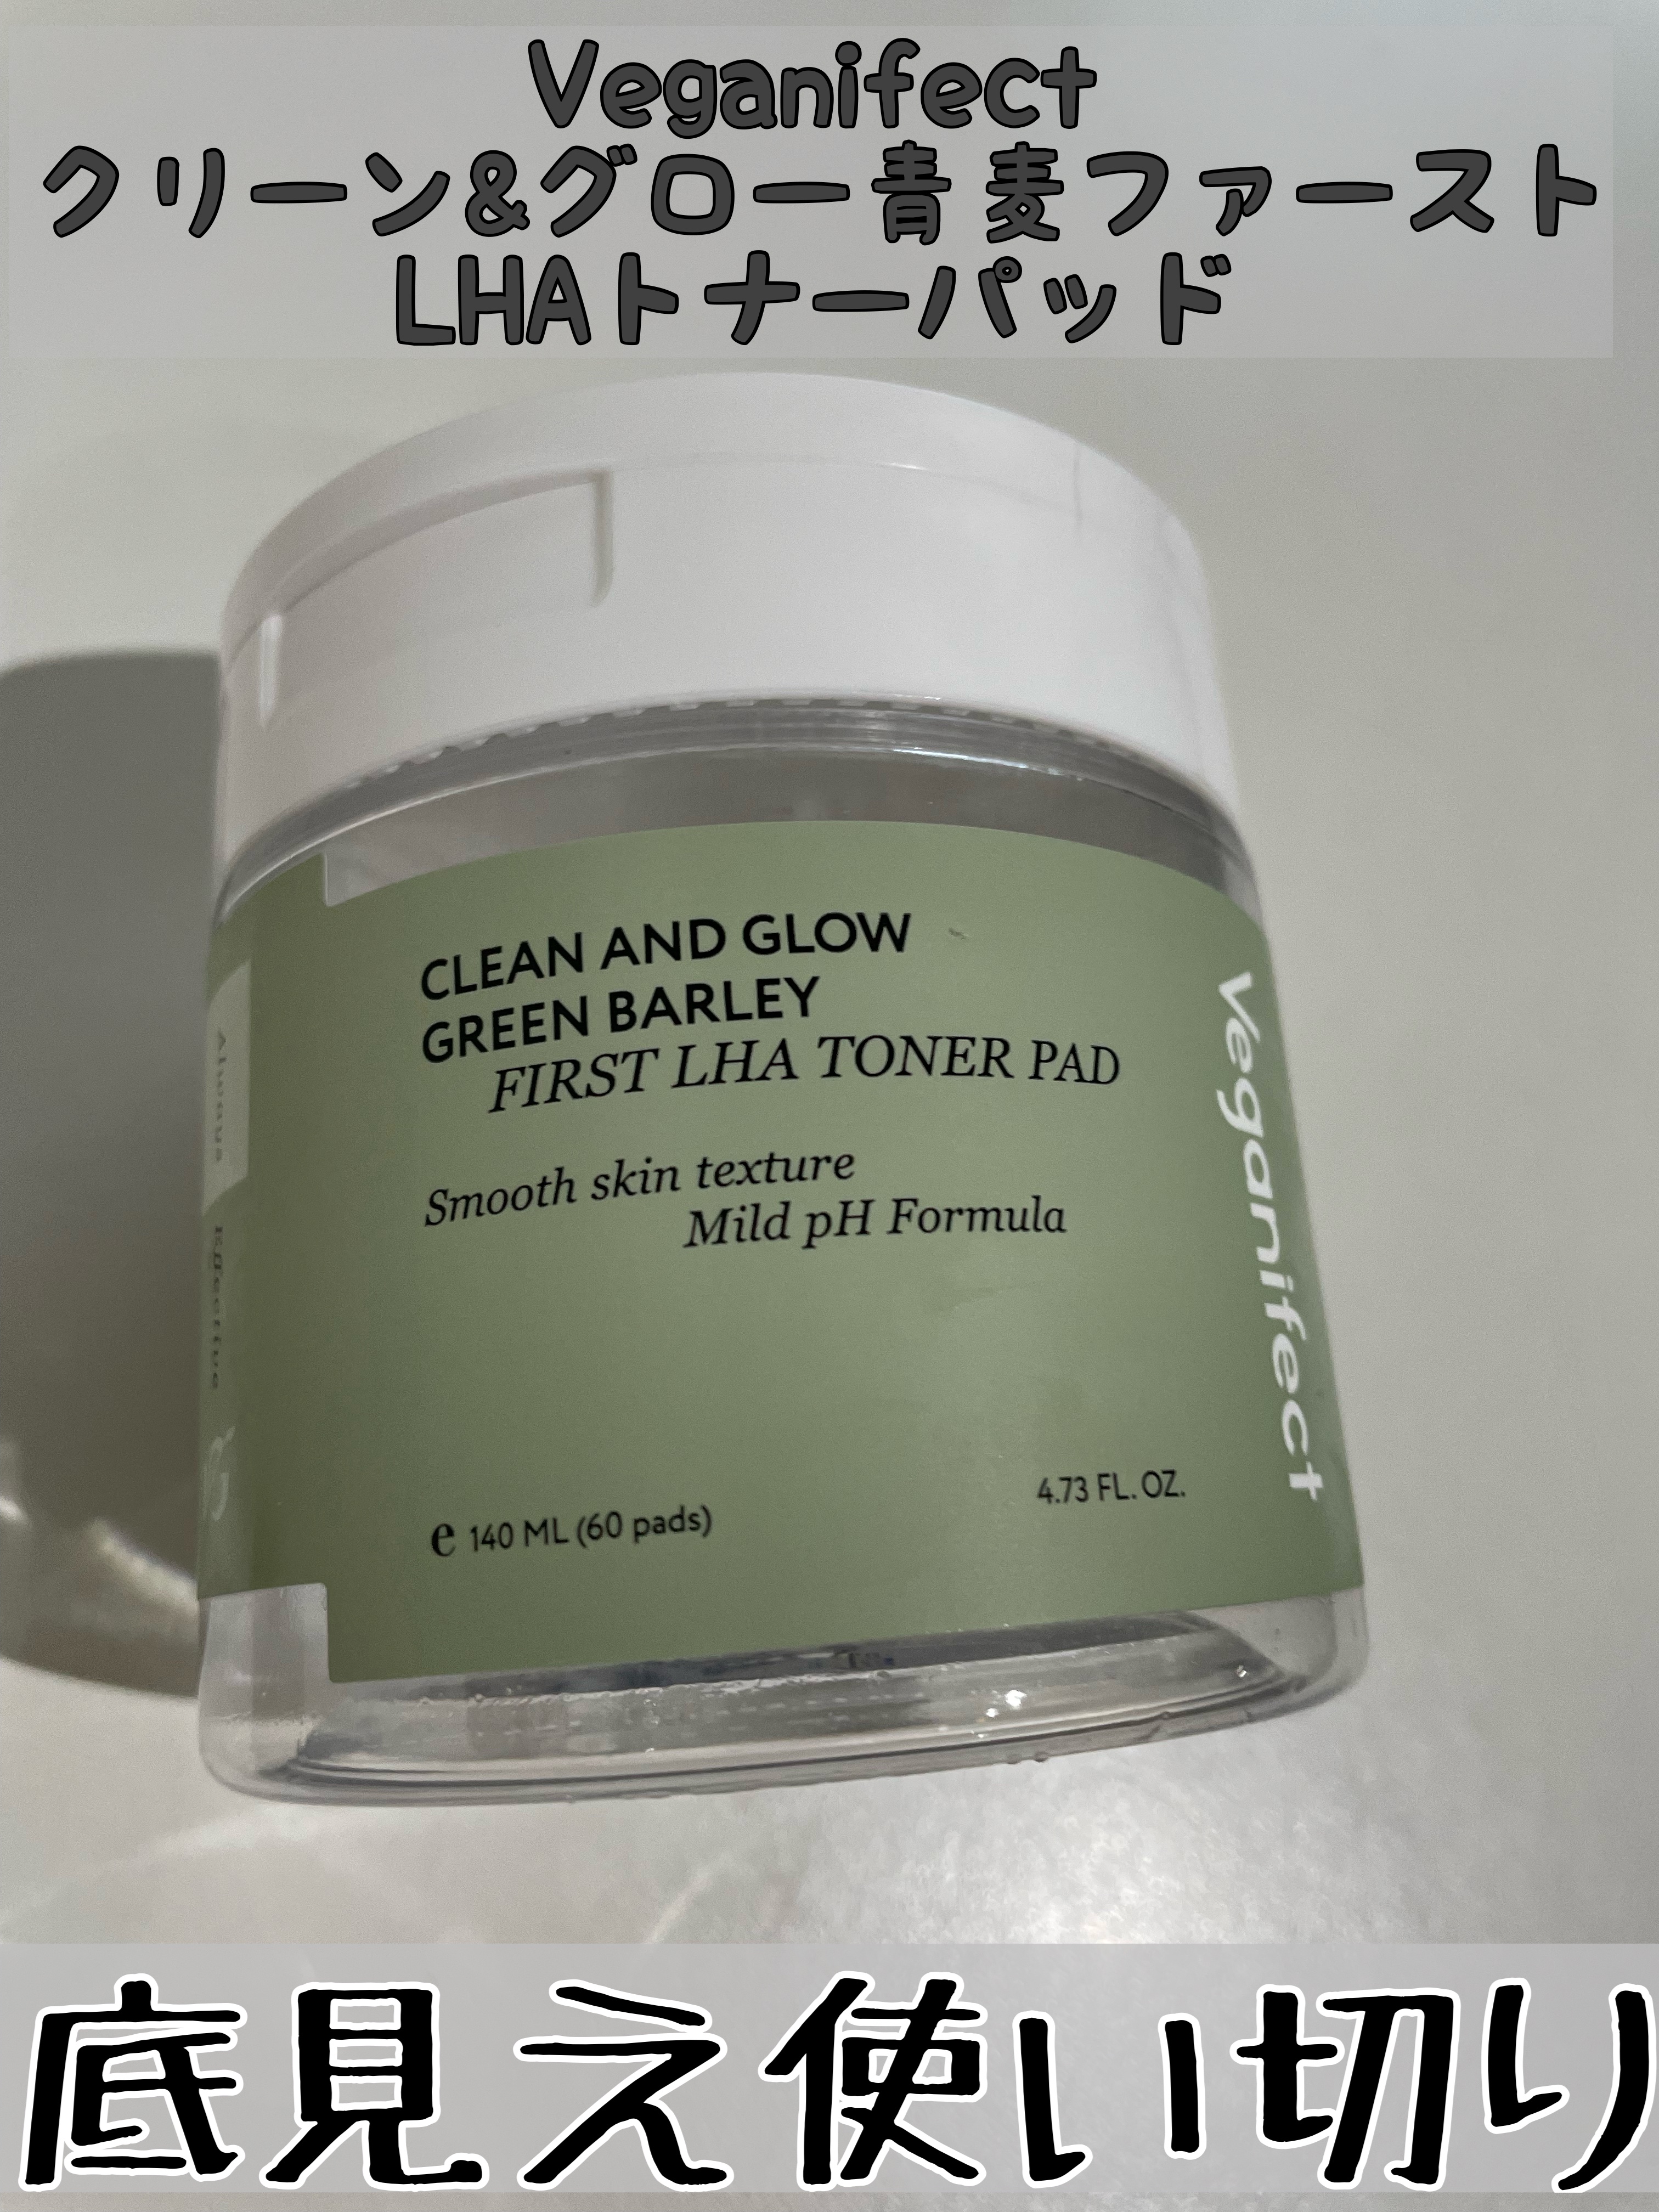 Veganifect
クリーン&グロー青麦ファースト
LHAトナーパッド
CLEAN AND GLOW
GREEN BARLEY
FIRST LHA TONER PAD
Smooth skin texture
Mild pH Formula
e 140 ML (60 pads)
4.73 FL. OZ.
Veganifect
Always Effective
底見え使い切り